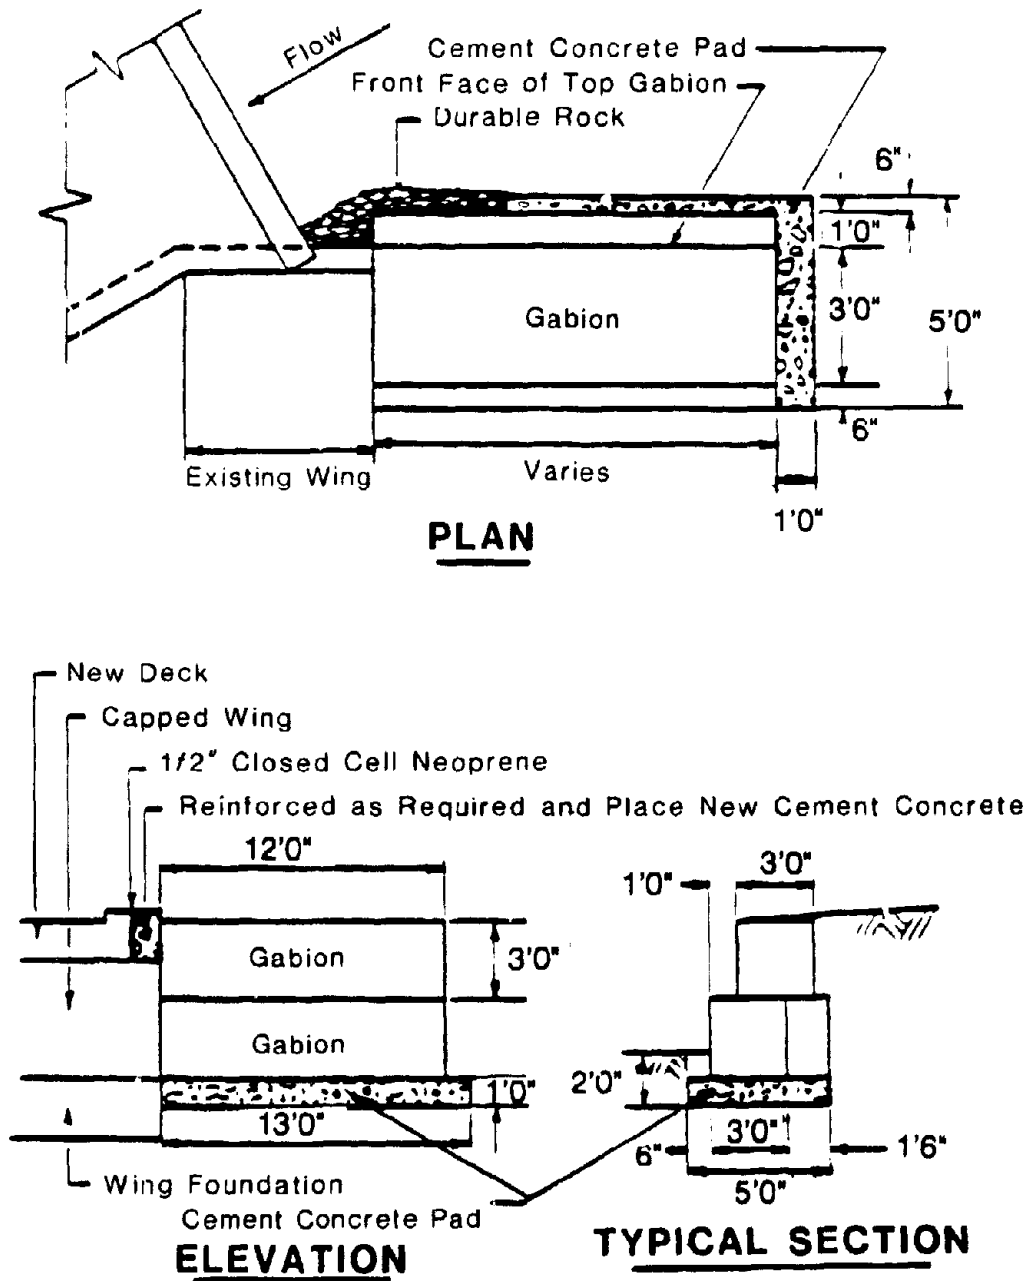 Flow
Cement Concrete Pad
Front Face of Top Gabion
Durable Rock
6"
1'0"
Gabion
3'0"
5'0"
6"
Existing Wing
Varies
1'0"
PLAN
New Deck
Capped Wing
1/2" Closed Cell Neoprene
Reinforced as Required and Place New Cement Concrete
12'0"
1'0"
3'0"
Gabion
3'0"
Gabion
1'0"
2'0"
13'0"
3'0"
6"
1'6"
5'0"
Wing Foundation
Cement Concrete Pad
ELEVATION
TYPICAL SECTION